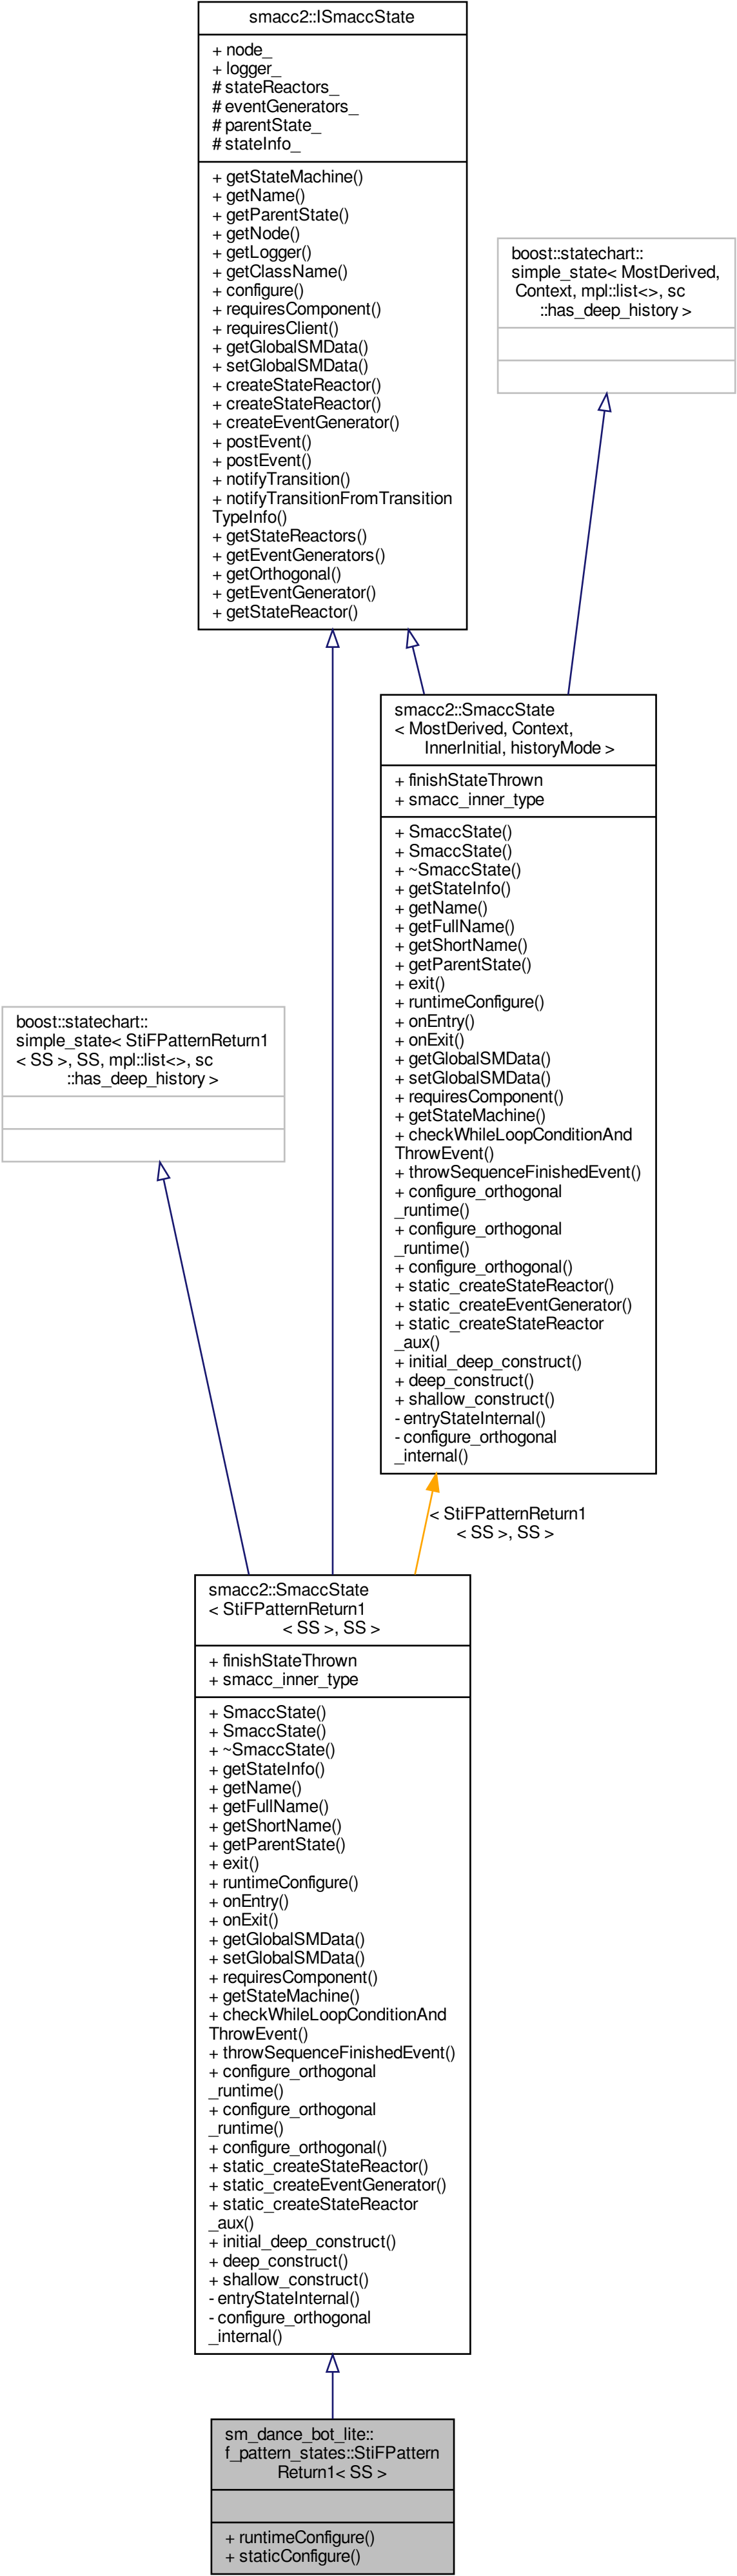 smacc2::ISmaccState
+ node_
+ logger_
# stateReactors_
# eventGenerators_
# parentState_
# stateInfo_
+ getStateMachine()
+ getName()
+ getParentState()
+ getNode()
+ getLogger()
+ getClassName()
+ configure()
+ requiresComponent()
+ requiresClient()
+ getGlobalSMData()
+ setGlobalSMData()
+ createStateReactor()
+ createStateReactor()
+ createEventGenerator()
+ postEvent()
+ postEvent()
+ notifyTransition()
+ notifyTransitionFromTransition
TypeInfo()
+ getStateReactors()
+ getEventGenerators()
+ getOrthogonal()
+ getEventGenerator()
+ getStateReactor()
boost::statechart::
simple_state< MostDerived,
Context, mpl::list<>, sc
::has_deep_history >
smacc2::SmaccState
< MostDerived, Context,
InnerInitial, historyMode >
+ finishStateThrown
+ smacc_inner_type
+ SmaccState()
+ SmaccState()
+ ~SmaccState()
+ getStateInfo()
+ getName()
+ getFullName()
+ getShortName()
+ getParentState()
+ exit()
+ runtimeConfigure()
+ onEntry()
+ onExit()
+ getGlobalSMData()
+ setGlobalSMData()
+ requiresComponent()
+ getStateMachine()
+ checkWhileLoopConditionAnd
ThrowEvent()
+ throwSequenceFinishedEvent()
+ configure_orthogonal
_runtime()
+ configure_orthogonal
_runtime()
+ configure_orthogonal()
+ static_createStateReactor()
+ static_createEventGenerator()
+ static_createStateReactor
_aux()
+ initial_deep_construct()
+ deep_construct()
+ shallow_construct()
- entryStateInternal()
- configure_orthogonal
_internal()
boost::statechart::
simple_state< StiFPatternReturn1
< SS >, SS, mpl::list<>, sc
::has_deep_history >
< StiFPatternReturn1
< SS >, SS >
smacc2::SmaccState
< StiFPatternReturn1
< SS >, SS >
+ finishStateThrown
+ smacc_inner_type
+ SmaccState()
+ SmaccState()
+ ~SmaccState()
+ getStateInfo()
+ getName()
+ getFullName()
+ getShortName()
+ getParentState()
+ exit()
+ runtimeConfigure()
+ onEntry()
+ onExit()
+ getGlobalSMData()
+ setGlobalSMData()
+ requiresComponent()
+ getStateMachine()
+ checkWhileLoopConditionAnd
ThrowEvent()
+ throwSequenceFinishedEvent()
+ configure_orthogonal
_runtime()
+ configure_orthogonal
_runtime()
+ configure_orthogonal()
+ static_createStateReactor()
+ static_createEventGenerator()
+ static_createStateReactor
_aux()
+ initial_deep_construct()
+ deep_construct()
+ shallow_construct()
- entryStateInternal()
- configure_orthogonal
_internal()
sm_dance_bot_lite::
f_pattern_states::StiFPattern
Return1< SS >
+ runtimeConfigure()
+ staticConfigure()